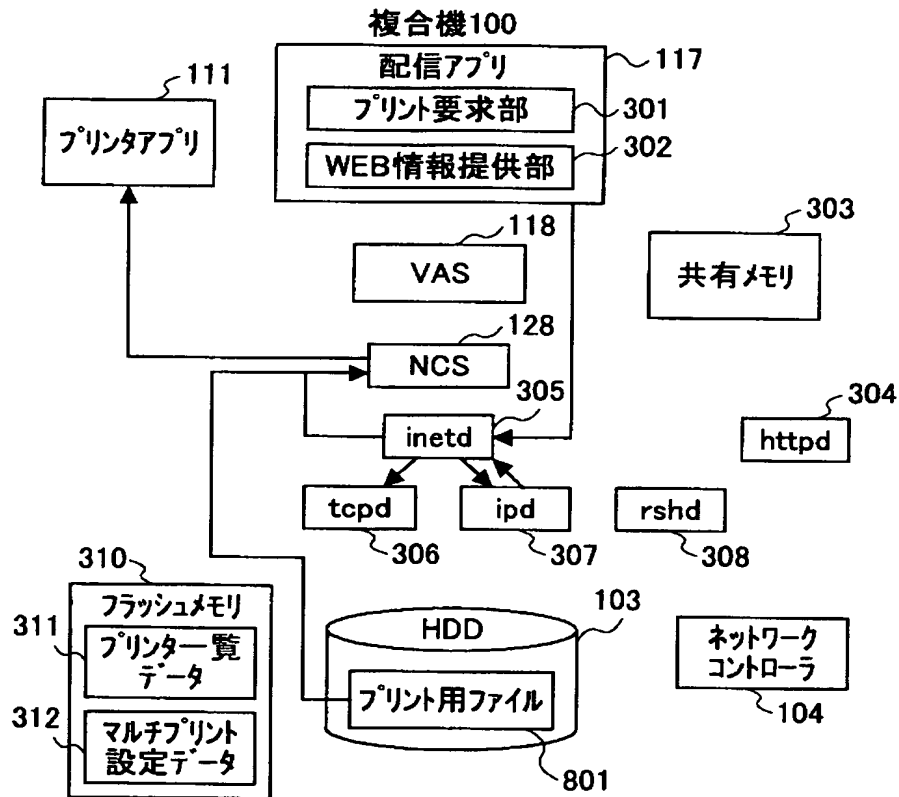 複合機100
配信アプリ
117
プリント要求部
301
WEB情報提供部
302
111
プリンタアプリ
118
VAS
303
共有メモリ
128
NCS
305
inetd
304
httpd
tcpd
306
ipd
307
rshd
308
310
フラッシュメモリ
311
プリンタ一覧
データ
312
マルチプリント
設定データ
103
HDD
プリント用ファイル
801
ネットワーク
コントローラ
104